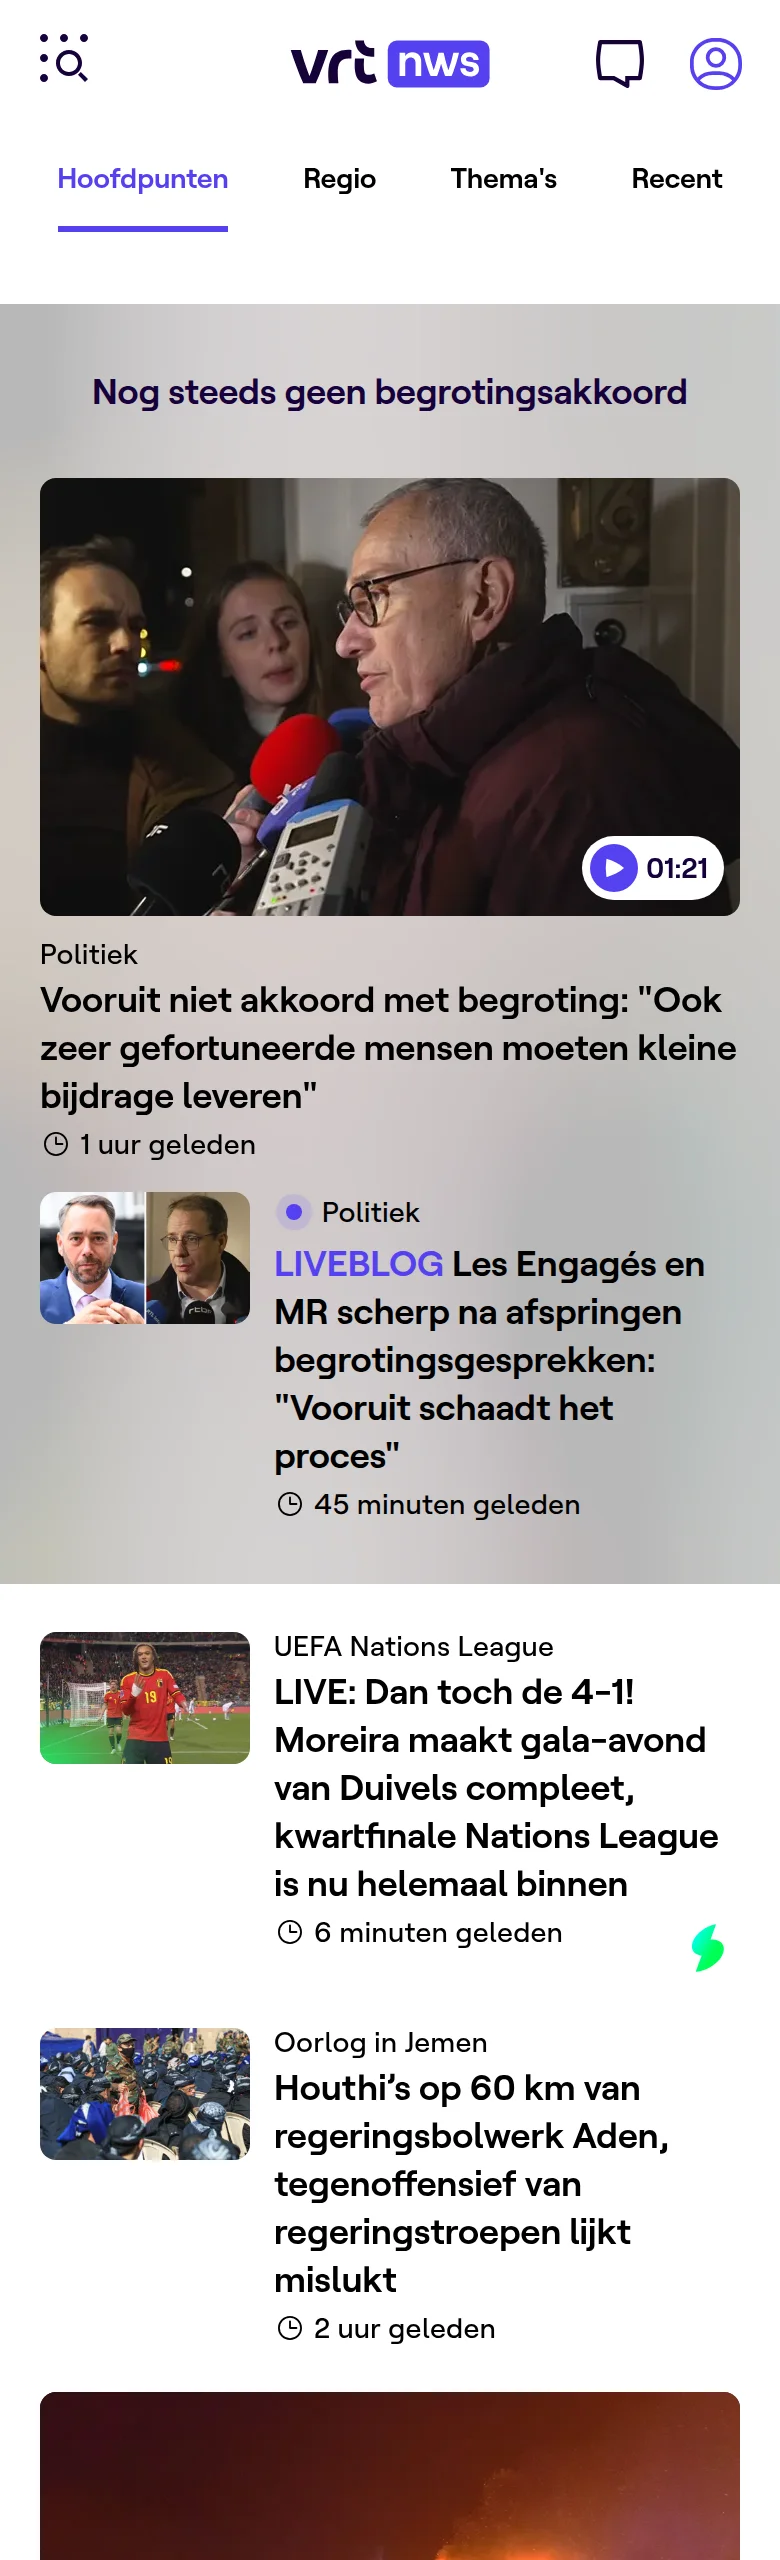 vrt nws
Hoofdpunten
Regio
Thema's
Recent
Nog steeds geen begrotingsakkoord
01:21
Politiek
Vooruit niet akkoord met begroting: "Ook
zeer gefortuneerde mensen moeten kleine
bijdrage leveren"
1 uur geleden
Politiek
rtbf
LIVEBLOG Les Engagés en
MR scherp na afspringen
begrotingsgesprekken:
"Vooruit schaadt het
proces"
45 minuten geleden
UEFA Nations League
19
LIVE: Dan toch de 4-1!
Moreira maakt gala-avond
van Duivels compleet,
kwartfinale Nations League
is nu helemaal binnen
6 minuten geleden
Oorlog in Jemen
Houthi’s op 60 km van
regeringsbolwerk Aden,
tegenoffensief van
regeringstroepen lijkt
mislukt
2 uur geleden